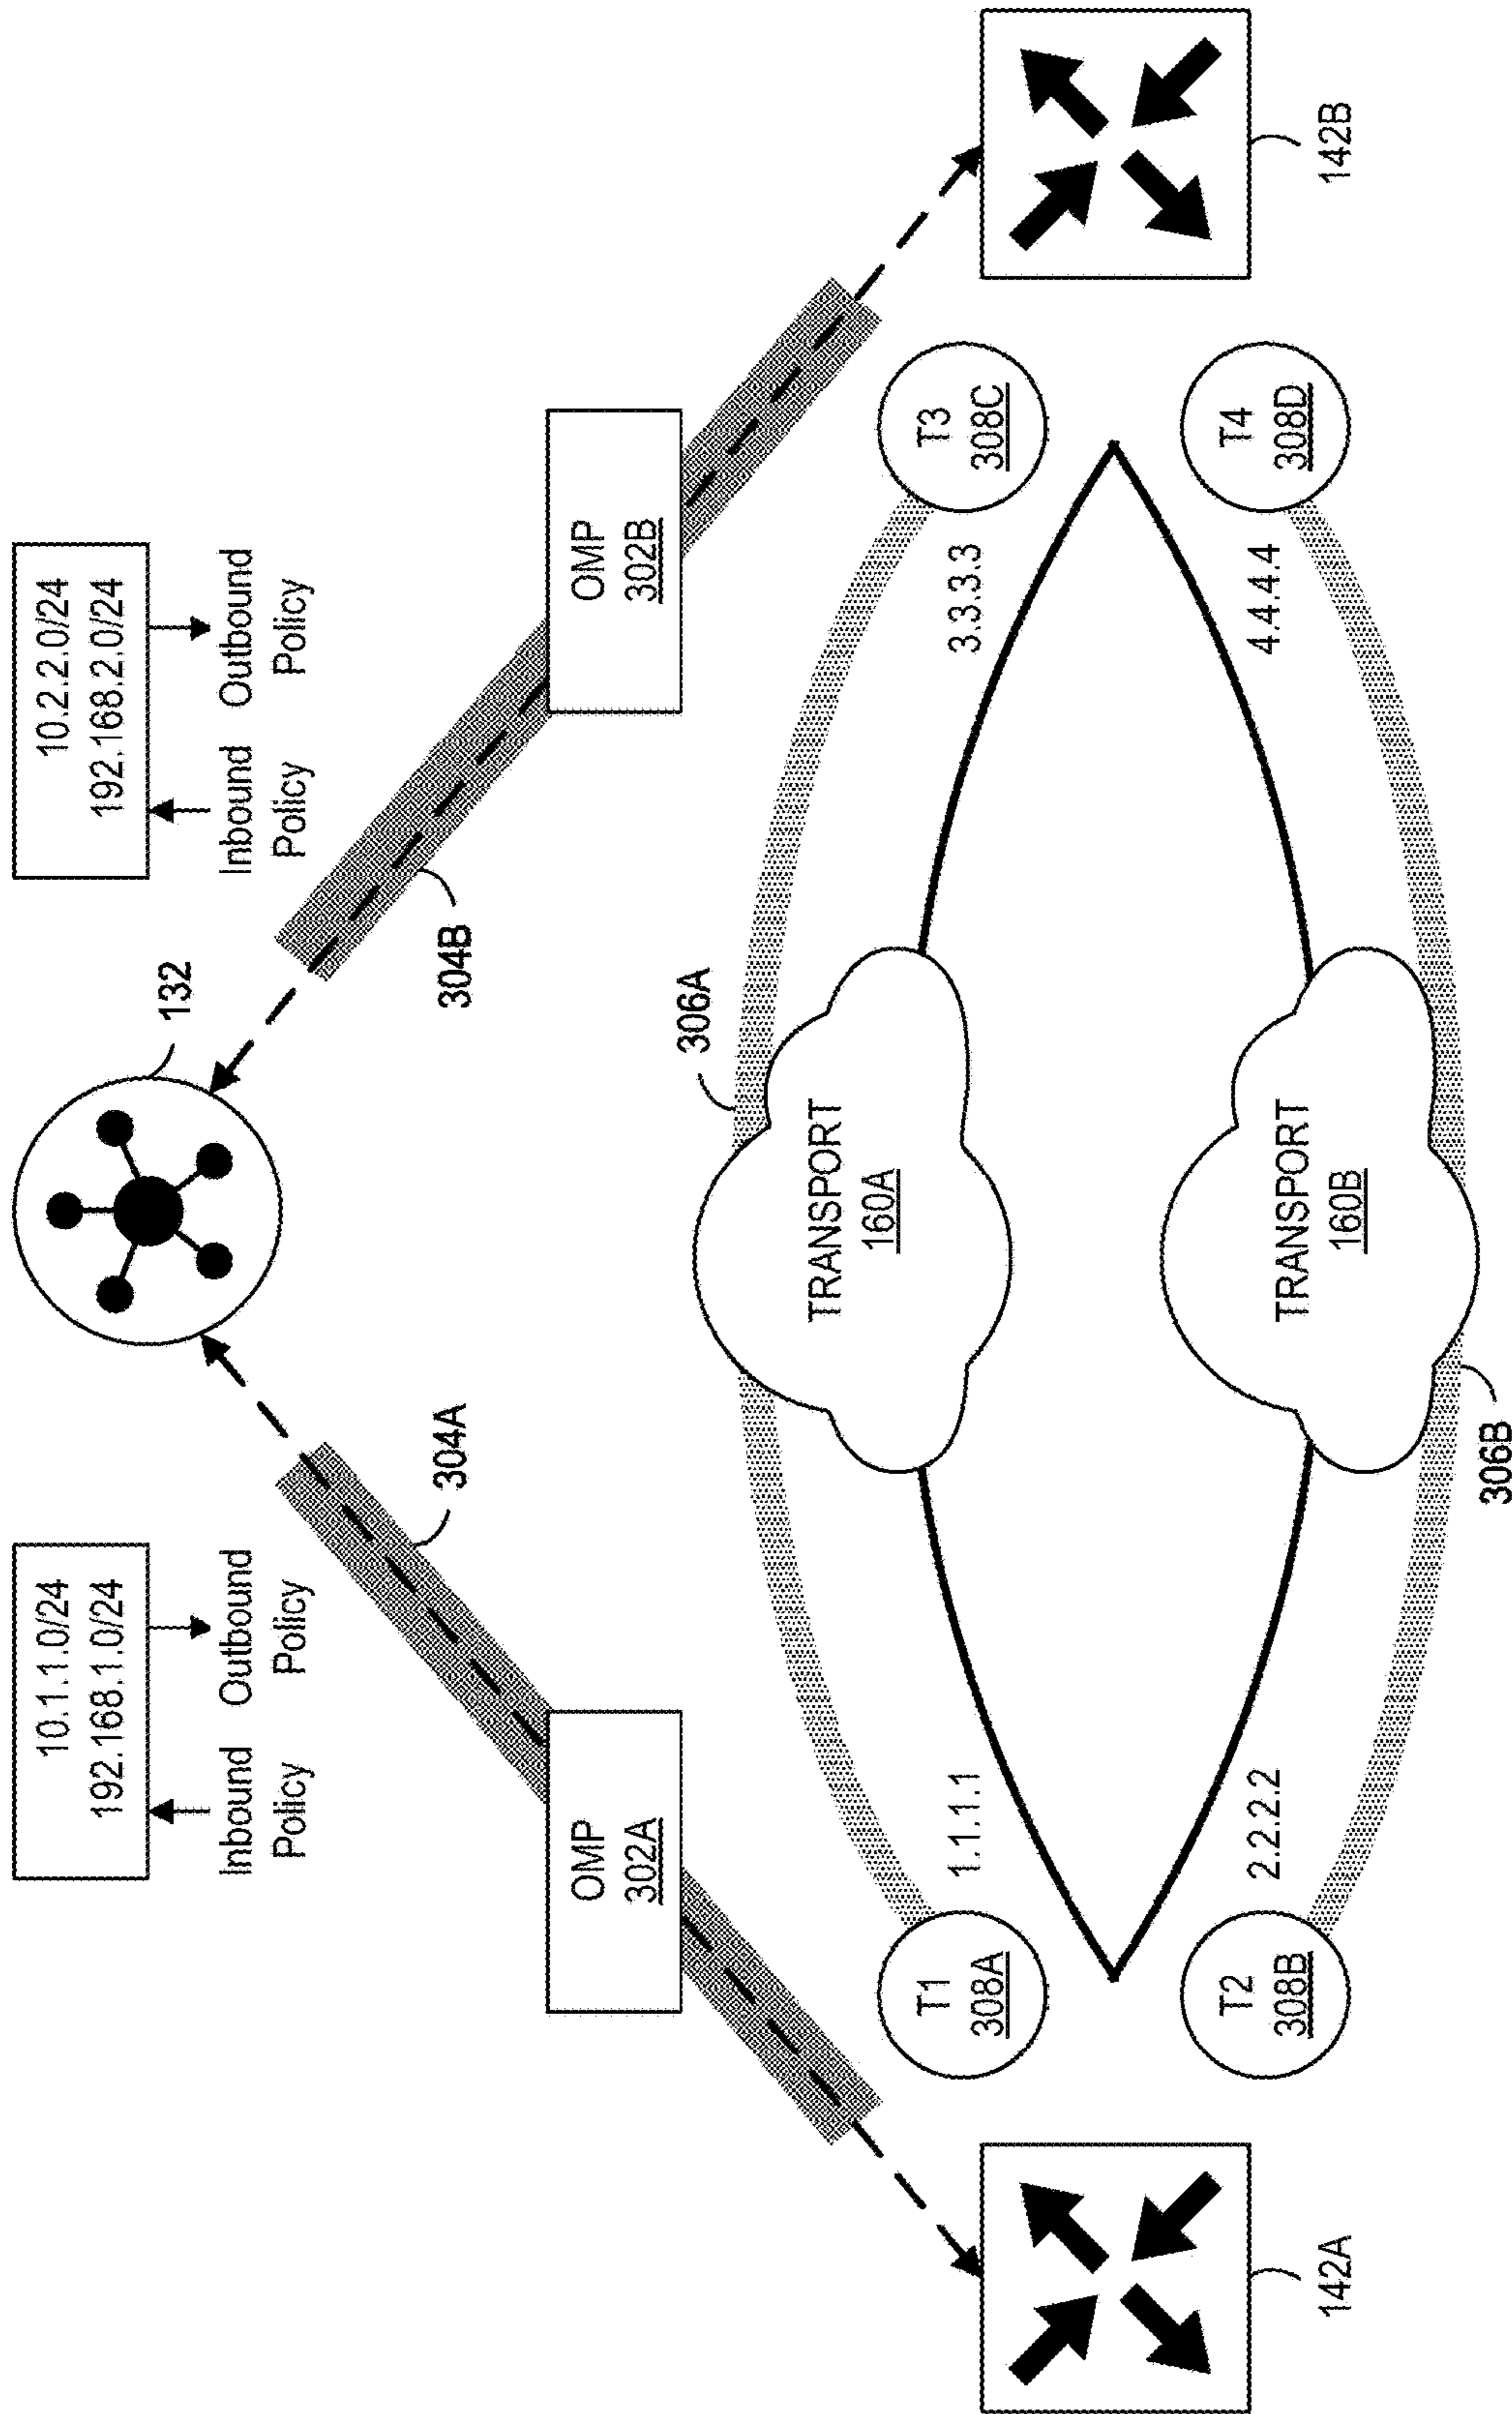 10.1.1.0/24
192.168.1.0/24
Inbound
Policy
Outbound
Policy
132
10.2.2.0/24
192.168.2.0/24
Inbound
Policy
Outbound
Policy
304A
304B
OMP
302A
OMP
302B
306A
TRANSPORT
160A
T1
308A
1.1.1.1
3.3.3.3
T3
308C
142A
142B
T2
308B
2.2.2.2
TRANSPORT
160B
4.4.4.4
T4
308D
306B